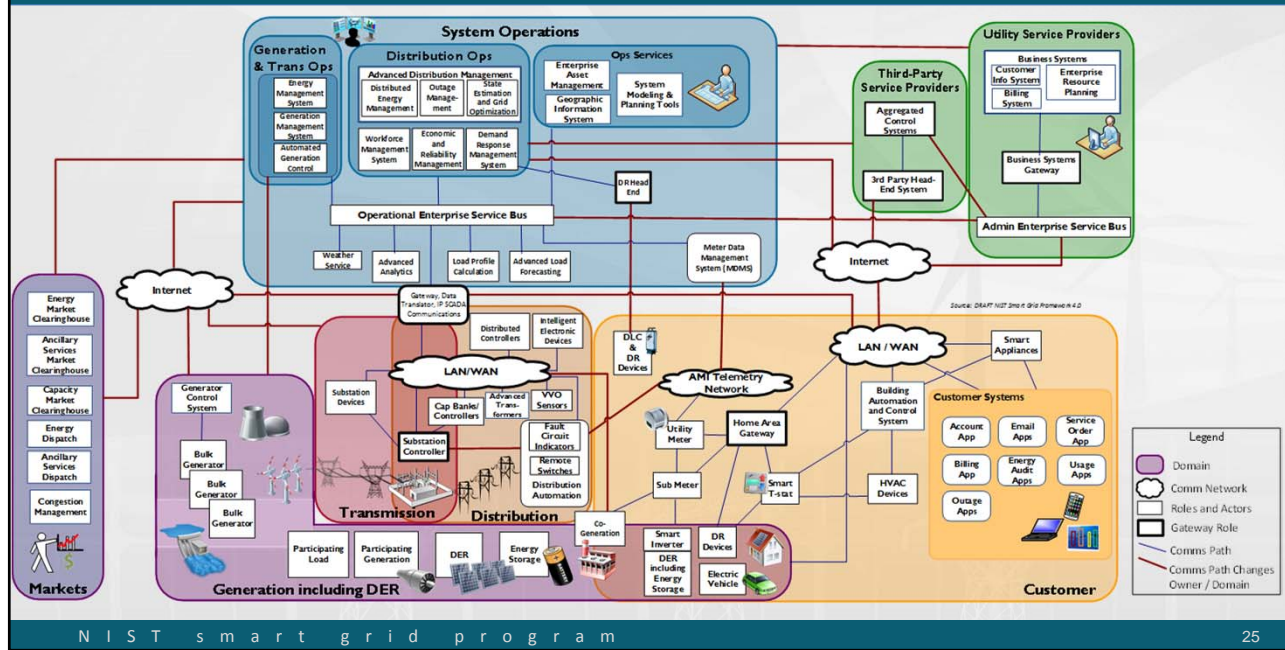 System Operations
Generation
& Trans Ops
Energy
Management
System
Generation
Management
System
Automated
Generation
Control
Distribution Ops
Advanced Distribution Management
Distributed
Energy
Management
Outage
Manage-
ment
State
Estimation
and Grid
Optimization
Workforce
Management
System
Economic
and
Reliability
Management
Demand
Response
Management
System
Ops Services
Enterprise
Asset
Management
Geographic
Information
System
System
Modeling &
Planning Tools
DR Head
End
Operational Enterprise Service Bus
Weather
Service
Advanced
Analytics
Load Profile
Calculation
Advanced Load
Forecasting
Meter Data
Management
System (MDMS)
Third-Party
Service Providers
Aggregated
Control
Systems
3rd Party Head-
End System
Utility Service Providers
Business Systems
Customer
Info System
Billing
System
Enterprise
Resource
Planning
Business Systems
Gateway
Admin Enterprise Service Bus
Internet
Internet
Source: DRAFT NIST Smart Grid Framework 4.0
Energy
Market
Clearinghouse
Ancillary
Services
Market
Clearinghouse
Capacity
Market
Clearinghouse
Energy
Dispatch
Ancillary
Services
Dispatch
Congestion
Management
$
Markets
Gateway, Data
Translator, IP SCADA
Communications
Distributed
Controllers
Intelligent
Electronic
Devices
LAN/WAN
Substation
Devices
Cap Banks/
Controllers
Advanced
Trans-
formers
VVO
Sensors
Substation
Controller
Fault
Circuit
Indicators
Remote
Switches
Distribution
Automation
Transmission
Distribution
Generator
Control
System
Bulk
Generator
Bulk
Generator
Bulk
Generator
Participating
Load
Participating
Generation
DER
Energy
Storage
Co-
Generation
Generation including DER
DLC
&
DR
Devices
AMI Telemetry
Network
LAN / WAN
Smart
Appliances
Utility
Meter
Home Area
Gateway
Building
Automation
and Control
System
Sub Meter
Smart
T-stat
HVAC
Devices
Smart
Inverter
DER
including
Energy
Storage
DR
Devices
Electric
Vehicle
Customer Systems
Account
App
Email
Apps
Service
Order
App
Billing
App
Energy
Audit
Apps
Usage
Apps
Outage
Apps
Customer
Legend
Domain
Comm Network
Roles and Actors
Gateway Role
Comms Path
Comms Path Changes
Owner / Domain
NIST smart grid program
25